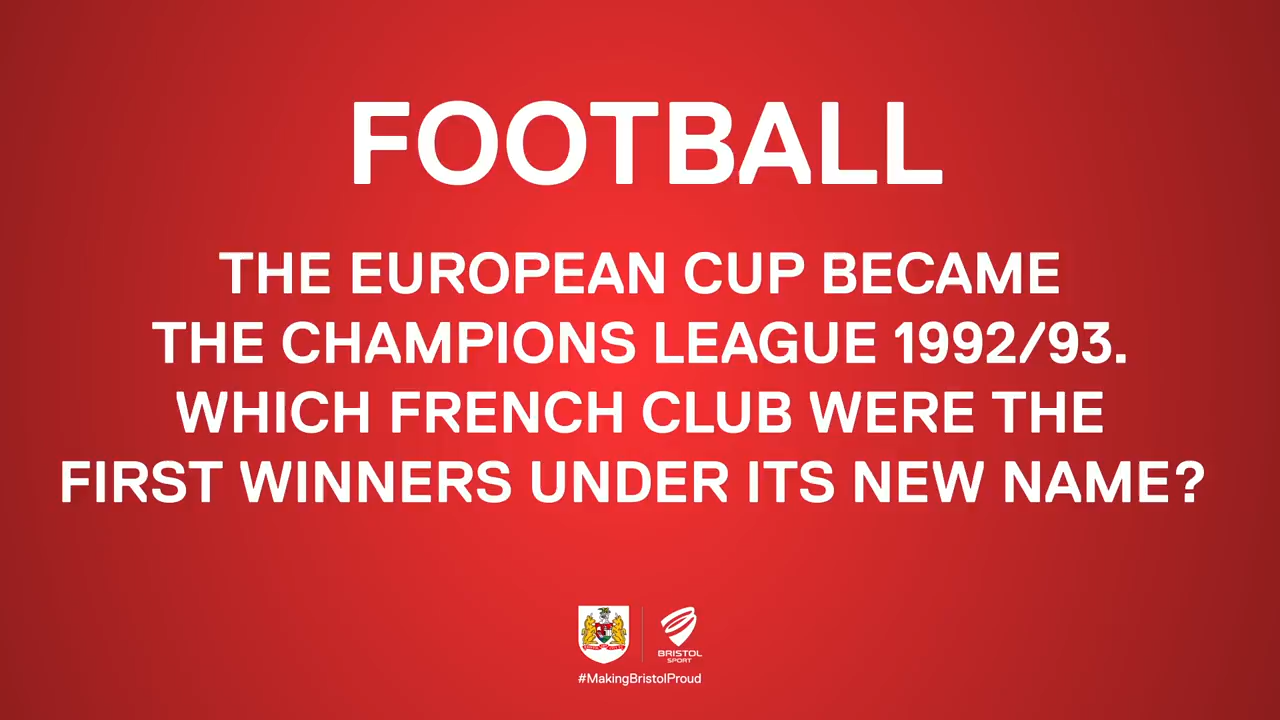 FOOTBALL
THE EUROPEAN CUP BECAME
THE CHAMPIONS LEAGUE 1992/93.
WHICH FRENCH CLUB WERE THE
FIRST WINNERS UNDER ITS NEW NAME?
BRISTOL
SPORT
#MakingBristolProud